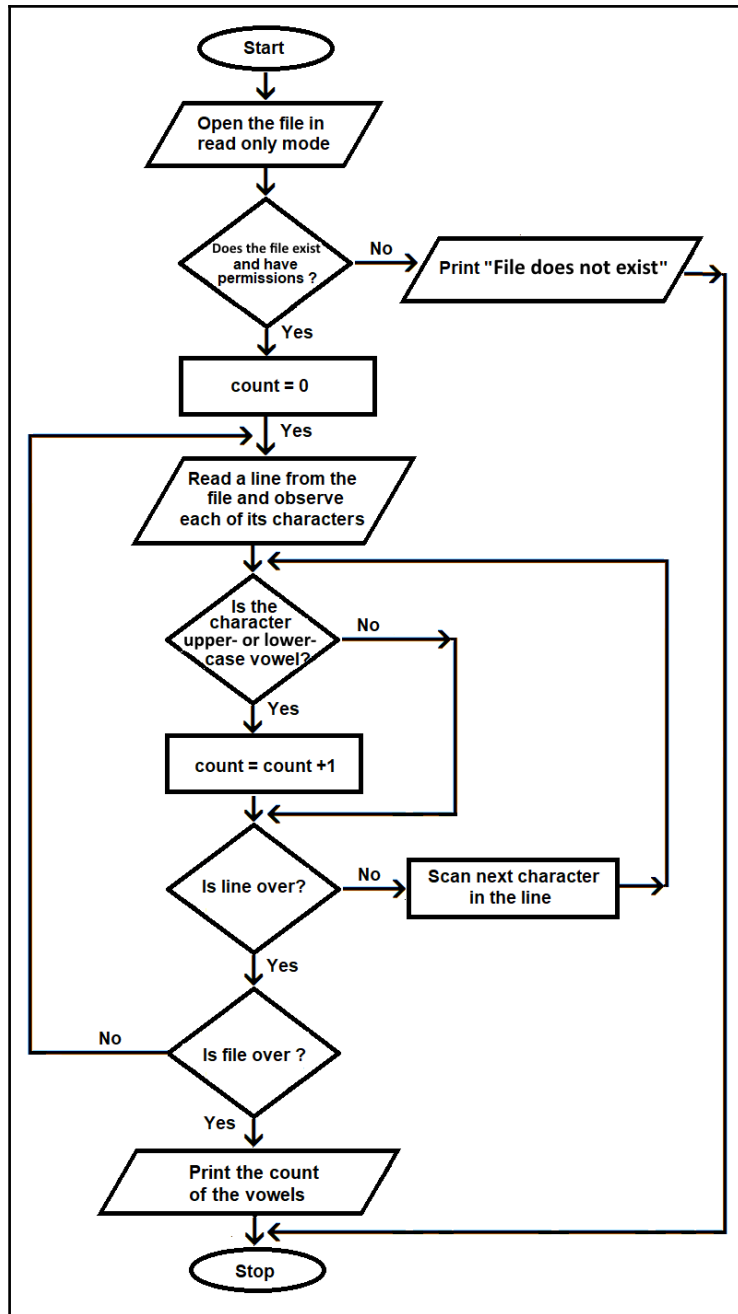 Start
Open the file in
read only mode
Does the file exist
and have
permissions ?
No
Print "File does not exist"
Yes
count = 0
Yes
Read a line from the
file and observe
each of its characters
Is the
character
upper- or lower-
case vowel?
No
Yes
count = count +1
Is line over?
No
Scan next character
in the line
Yes
Is file over ?
No
Yes
Print the count
of the vowels
Stop